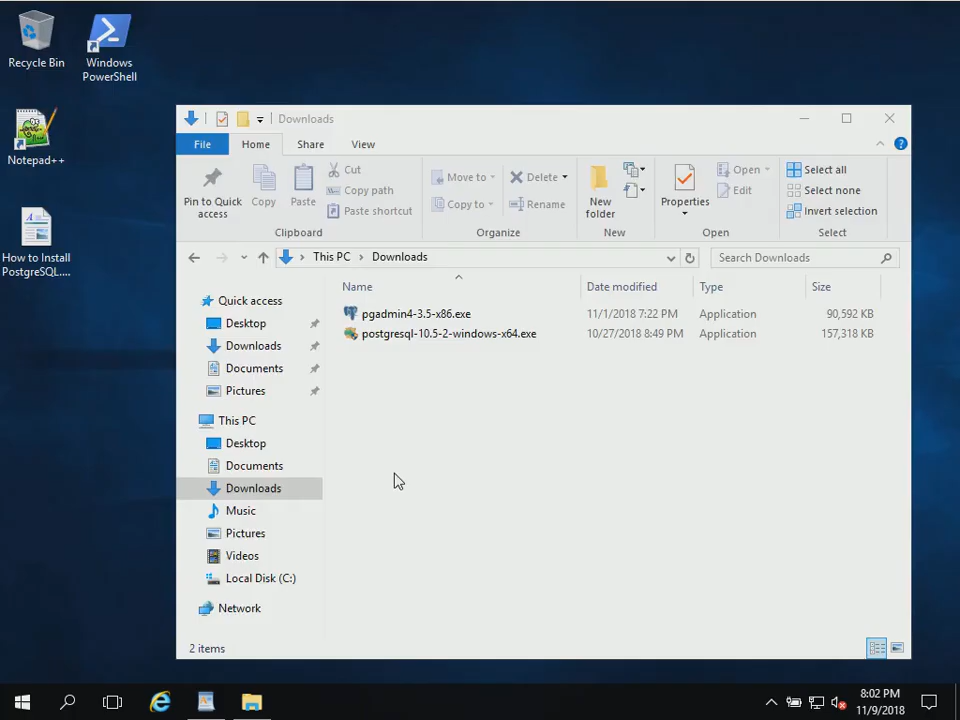 Recycle Bin
Windows
PowerShell
Notepad++
How to Install
PostgreSQL....
Downloads
File
Home
Share
View
Pin to Quick
access
Copy
Paste
Cut
Copy path
Paste shortcut
Clipboard
Move to
Copy to
Delete
Rename
Organize
New
folder
New
Properties
Open
Edit
Open
Select all
Select none
Invert selection
Select
This PC
Downloads
Search Downloads
Name
Date modified
Type
Size
pgadmin4-3.5-x86.exe 11/1/2018 7:22 PM Application 90,592 KB
postgresql-10.5-2-windows-x64.exe 10/27/2018 8:49 PM Application 157,318 KB
Quick access
Desktop
Downloads
Documents
Pictures
This PC
Desktop
Documents
Downloads
Music
Pictures
Videos
Local Disk (C:)
Network
2 items
8:02 PM
11/9/2018